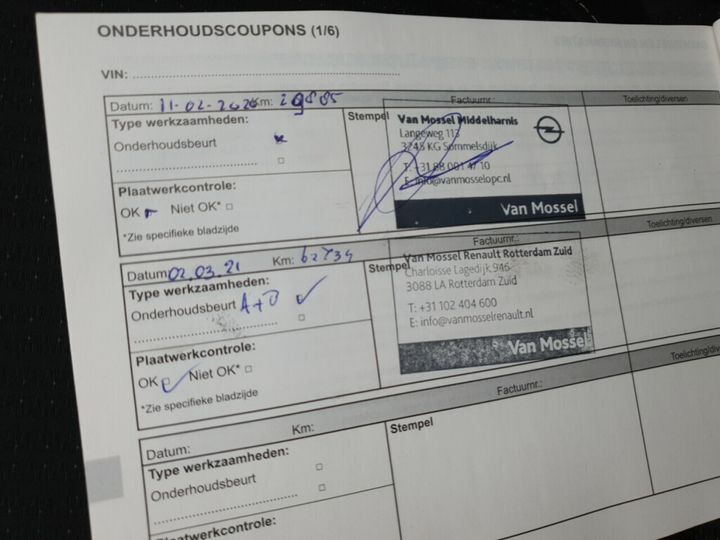 ONDERHOUDSCOUPONS (1/6)
VIN:
Datum: 11-02-2020 Km: 29885 Factuurnr.: Toelichting/diversen
Type werkzaamheden:
Stempel
Onderhoudsbeurt
Van Mossel Middelharnis
Langeweg 113
3245 KG Sommelsdijk
T: +31 88 001 4710
E: info@vanmosselopc.nl
Van Mossel
Plaatwerkcontrole:
OK Niet OK*
*Zie specifieke bladzijde
Datum: 02.03.21 Km: 62739 Factuurnr.: Toelichting/diversen
Type werkzaamheden:
Stempel
Onderhoudsbeurt A+B
Van Mossel Renault Rotterdam Zuid
Charloisse Lagedijk 946
3088 LA Rotterdam Zuid
T: +31 102 404 600
E: info@vanmosselrenault.nl
Van Mossel
Plaatwerkcontrole:
OK Niet OK*
*Zie specifieke bladzijde
Datum: Km: Factuurnr.: Toelichting/diversen
Type werkzaamheden:
Stempel
Onderhoudsbeurt
Plaatwerkcontrole: